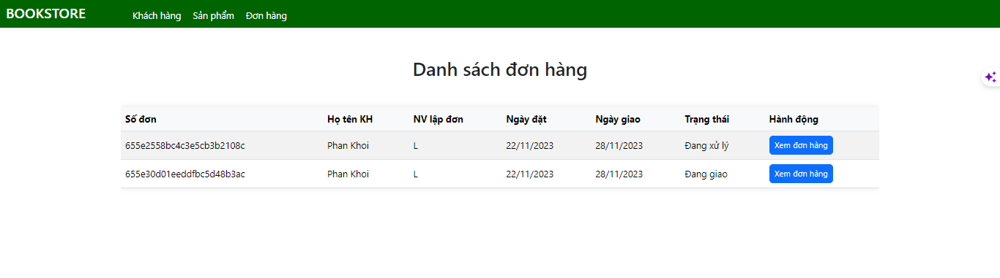 BOOKSTORE Khách hàng Sản phẩm Đơn hàng
Danh sách đơn hàng
Số đơn Họ tên KH NV lập đơn Ngày đặt Ngày giao Trạng thái Hành động
655e2558bc4c3e5cb3b2108c Phan Khoi L 22/11/2023 28/11/2023 Đang xử lý Xem đơn hàng
655e30d01eeddfbc5d48b3ac Phan Khoi L 22/11/2023 28/11/2023 Đang giao Xem đơn hàng